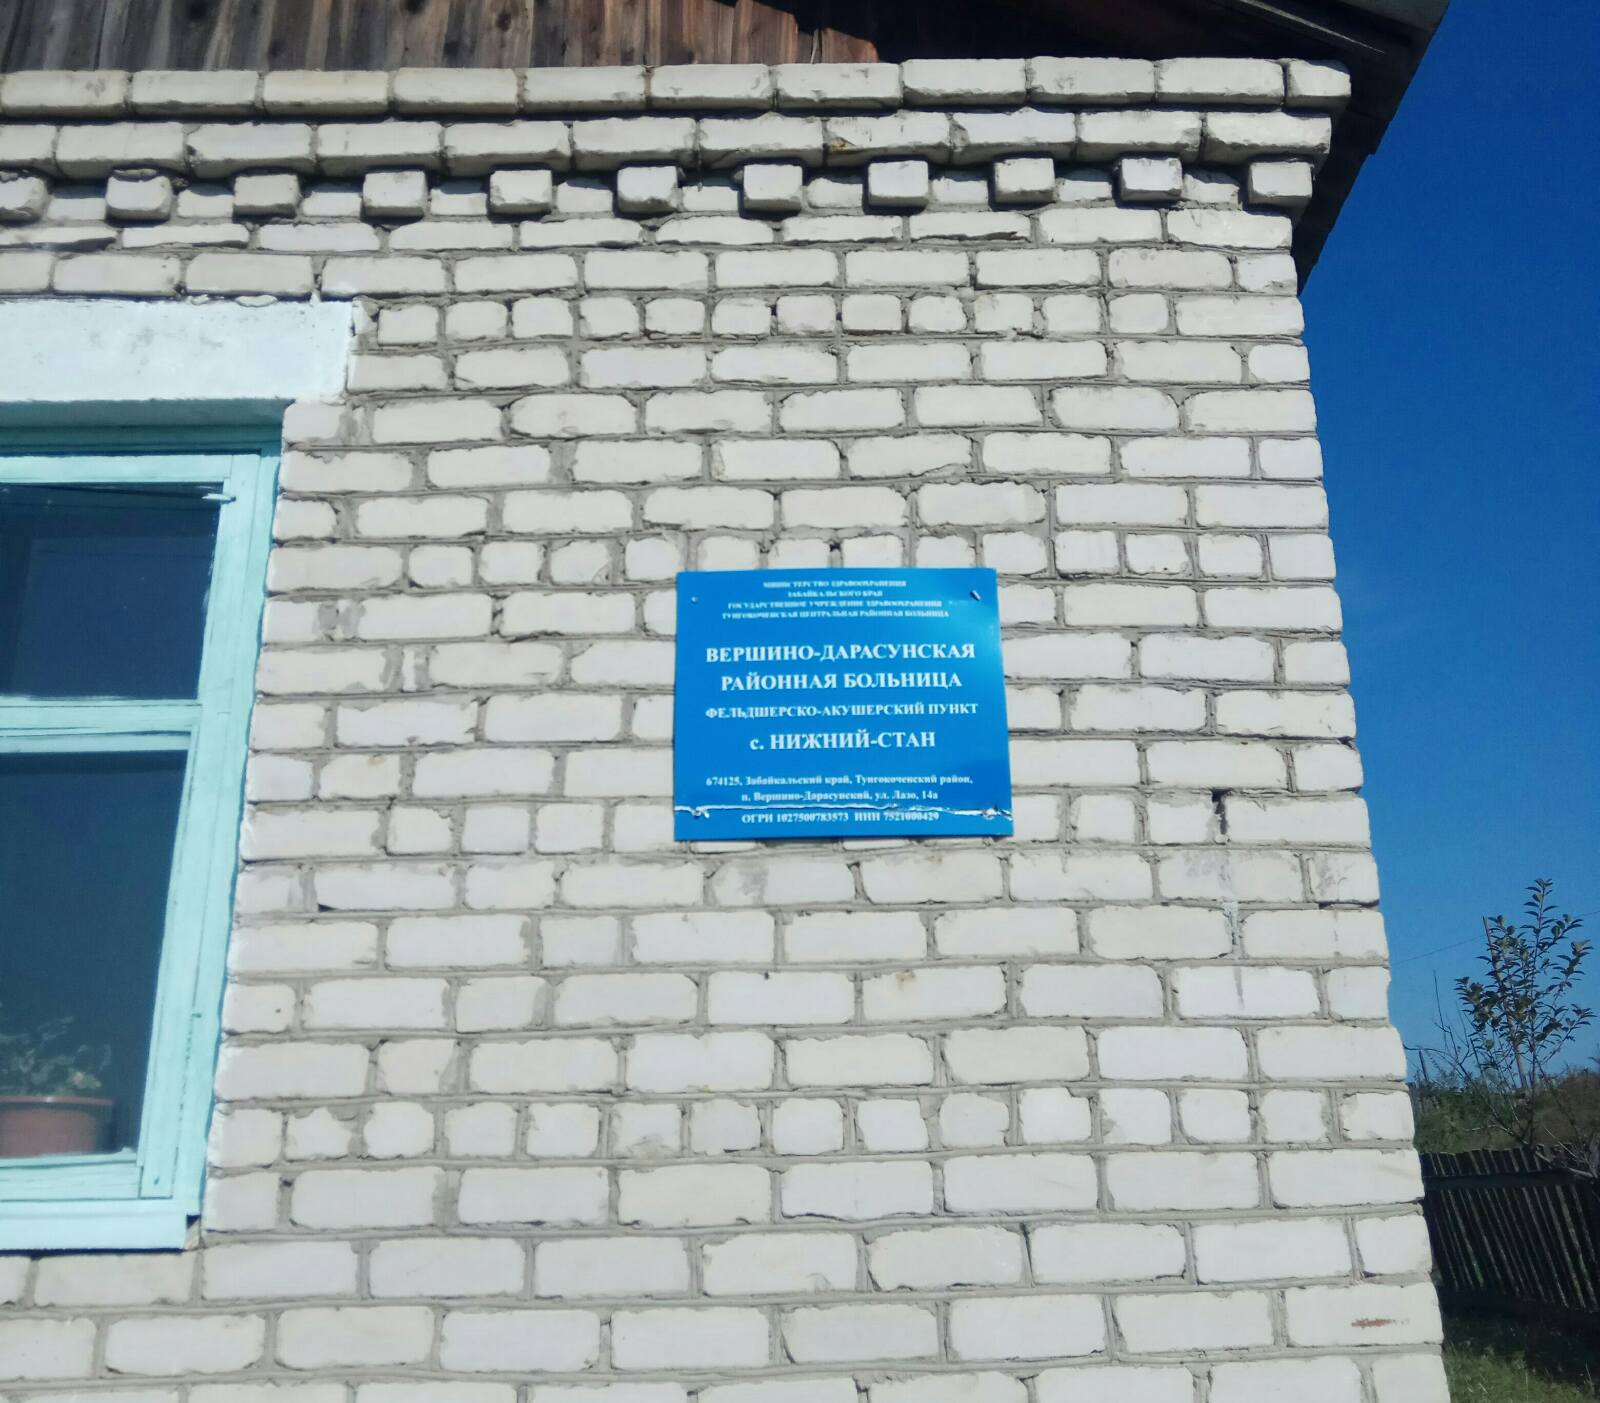 МИНИСТЕРСТВО ЗДРАВООХРАНЕНИЯ
ЗАБАЙКАЛЬСКОГО КРАЯ
ГОСУДАРСТВЕННОЕ УЧРЕЖДЕНИЕ ЗДРАВООХРАНЕНИЯ
ТУНГОКОЧЕНСКАЯ ЦЕНТРАЛЬНАЯ РАЙОННАЯ БОЛЬНИЦА
ВЕРШИНО-ДАРАСУНСКАЯ
РАЙОННАЯ БОЛЬНИЦА
ФЕЛЬДШЕРСКО-АКУШЕРСКИЙ ПУНКТ
с. НИЖНИЙ-СТАН
674125, Забайкальский край, Тунгокоченский район,
п. Вершино-Дарасунский, ул. Лазо, 14а
ОГРН 1027500783573 ИНН 7521000429